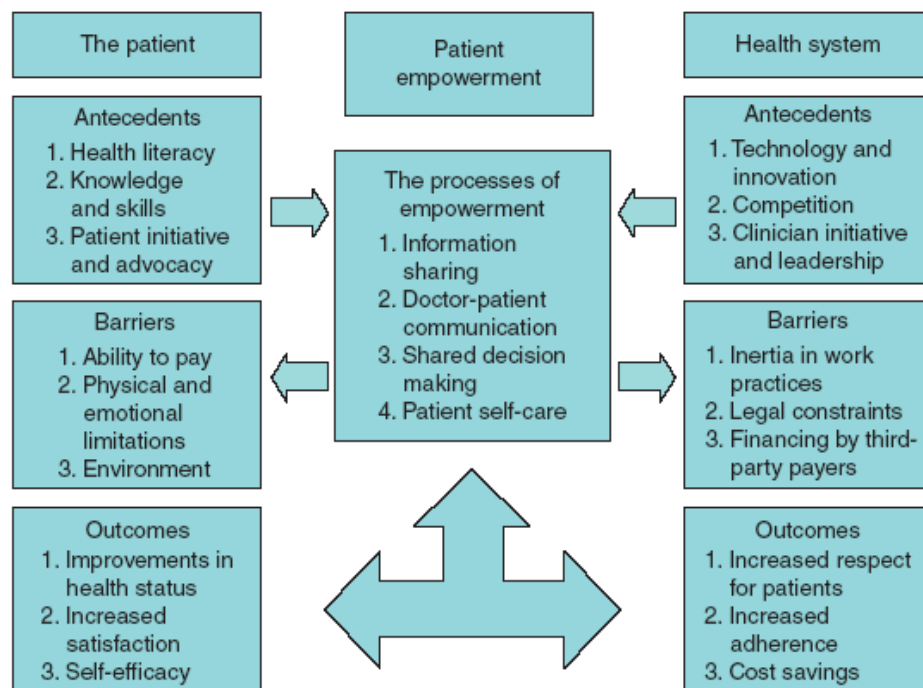 The patient
Antecedents
1. Health literacy
2. Knowledge
and skills
3. Patient initiative
and advocacy
Barriers
1. Ability to pay
2. Physical and
emotional
limitations
3. Environment
Outcomes
1. Improvements in
health status
2. Increased
satisfaction
3. Self-efficacy
Patient
empowerment
The processes of
empowerment
1. Information
sharing
2. Doctor-patient
communication
3. Shared decision
making
4. Patient self-care
Health system
Antecedents
1. Technology and
innovation
2. Competition
3. Clinician initiative
and leadership
Barriers
1. Inertia in work
practices
2. Legal constraints
3. Financing by third-
party payers
Outcomes
1. Increased respect
for patients
2. Increased
adherence
3. Cost savings